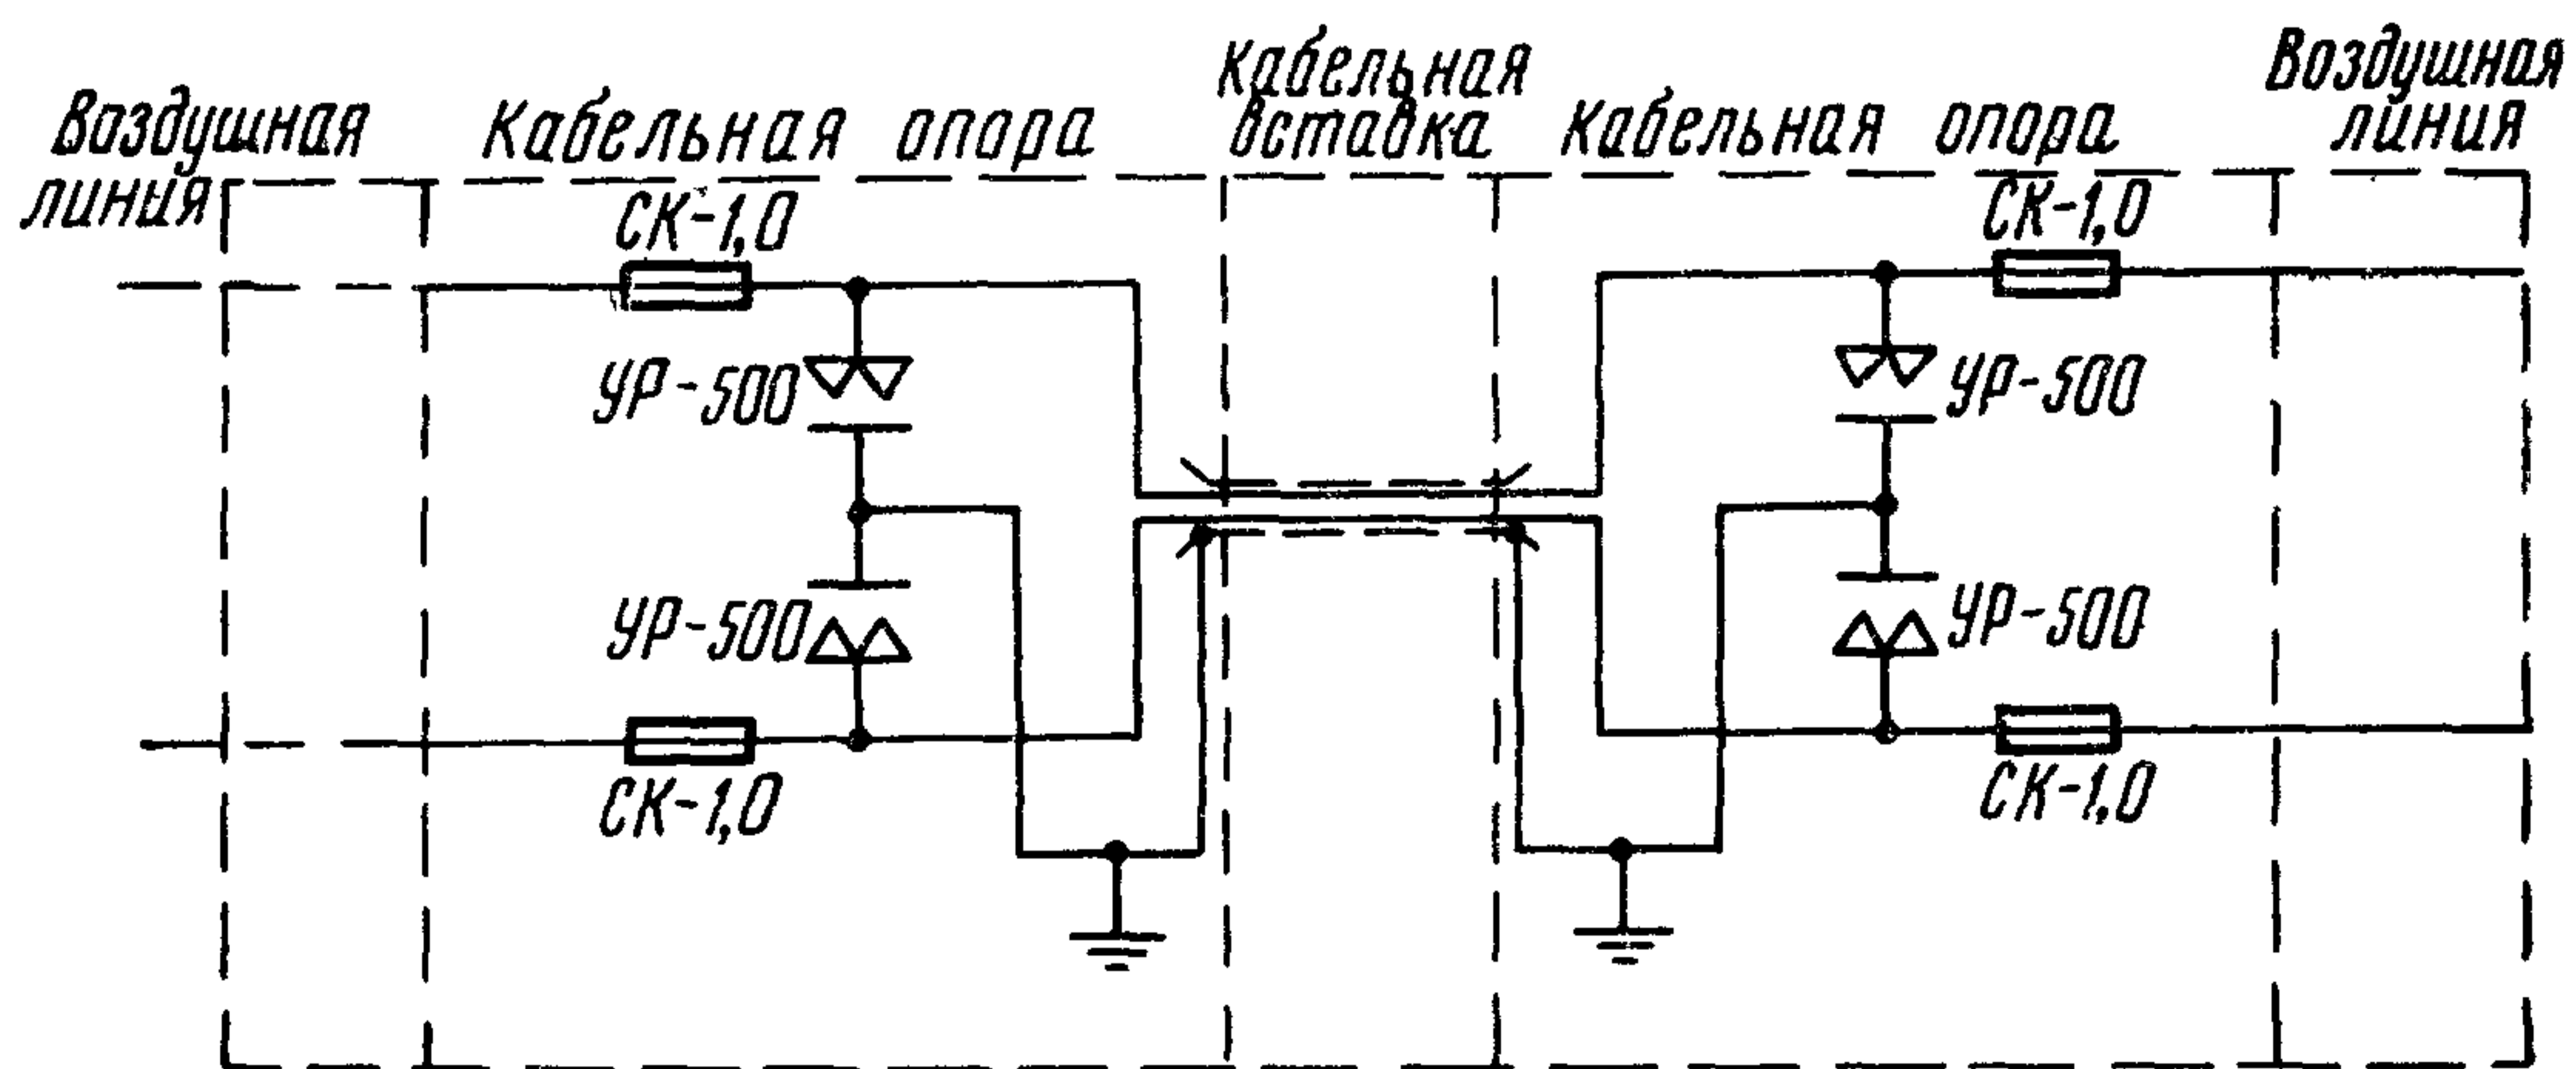 Воздушная
линия
Кабельная опора
Кабельная
вставка
Кабельная опора
Воздушная
линия
СК-1,0
СК-1,0
УР-500
УР-500
УР-500
УР-500
СК-1,0
СК-1,0